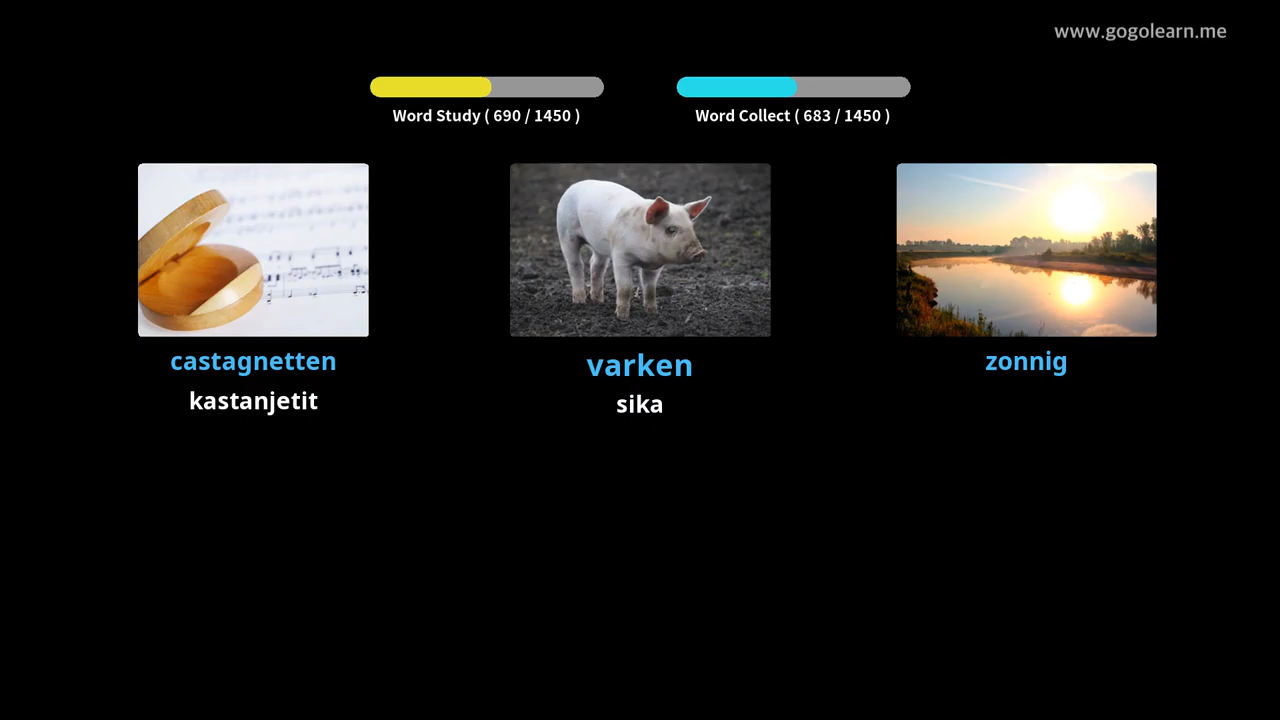 www.gogolearn.me
Word Study ( 690 / 1450 )
Word Collect ( 683 / 1450 )
castagnetten
kastanjetit
varken
sika
zonnig